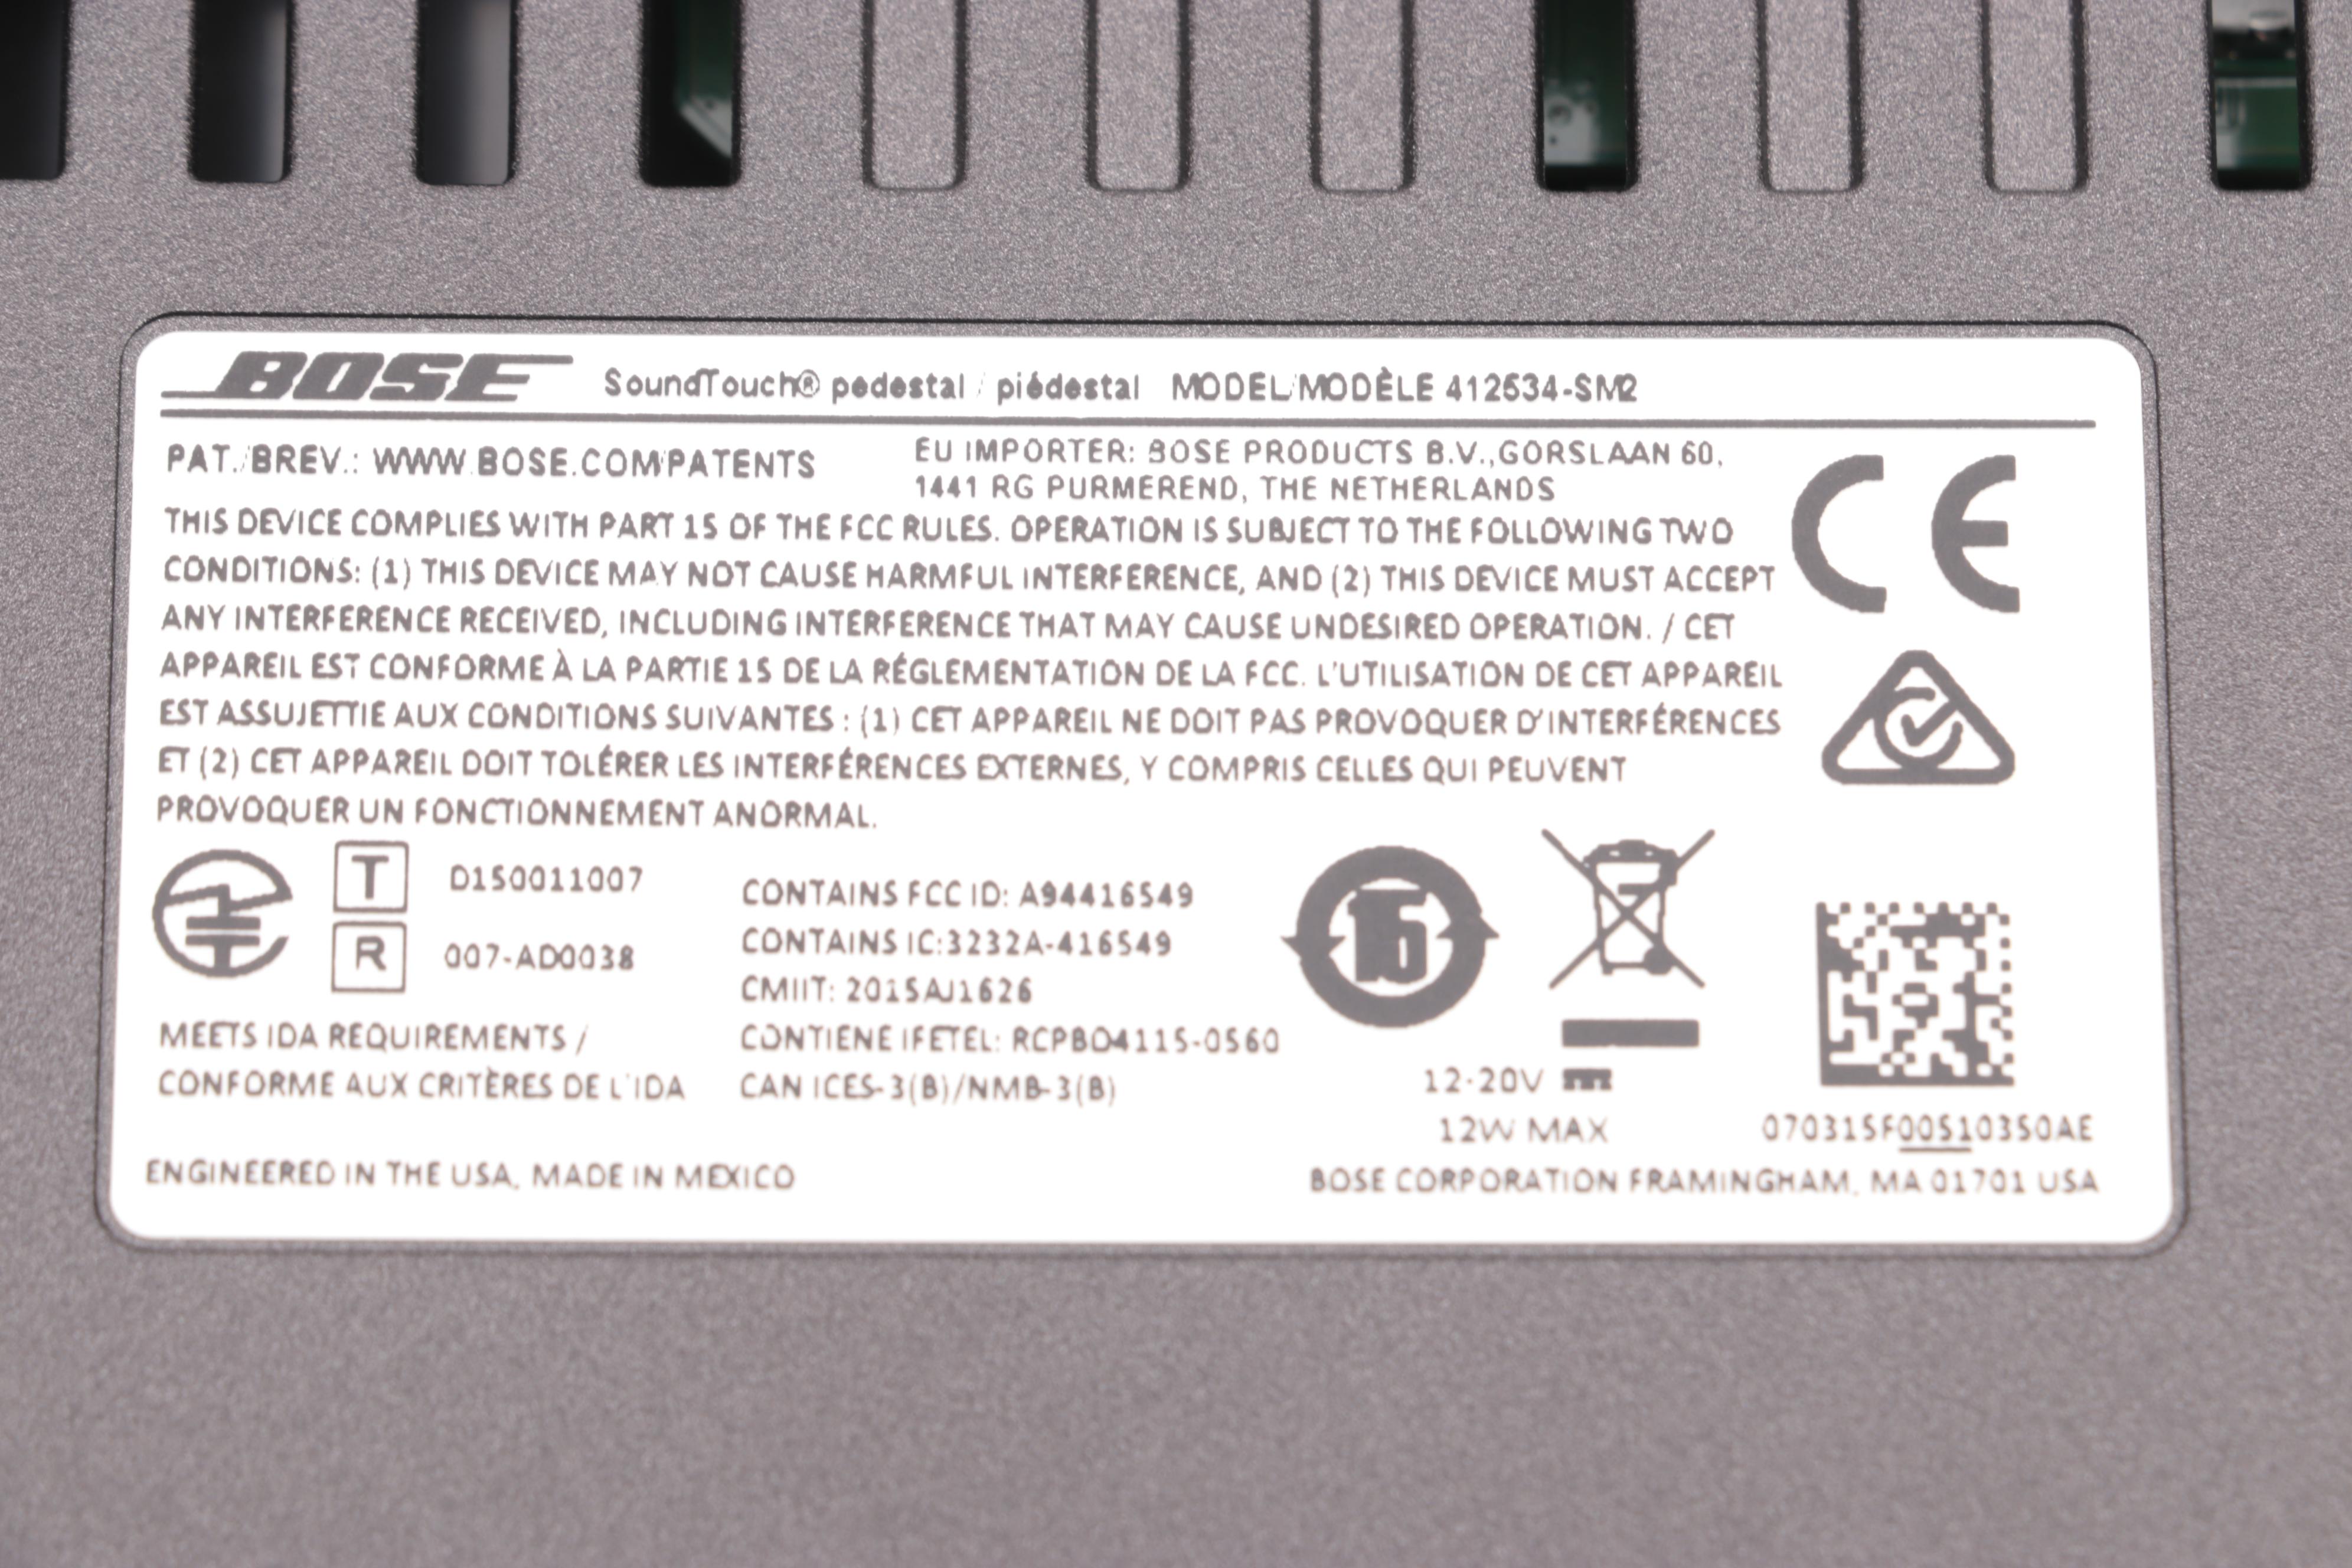 BOSE SoundTouch® pedestal / piédestal MODEL/MODÈLE 412534-SM2
PAT./BREV.: WWW.BOSE.COM/PATENTS
EU IMPORTER: BOSE PRODUCTS B.V.,GORSLAAN 60,
1441 RG PURMEREND, THE NETHERLANDS
CE
THIS DEVICE COMPLIES WITH PART 15 OF THE FCC RULES. OPERATION IS SUBJECT TO THE FOLLOWING TWO
CONDITIONS: (1) THIS DEVICE MAY NOT CAUSE HARMFUL INTERFERENCE, AND (2) THIS DEVICE MUST ACCEPT
ANY INTERFERENCE RECEIVED, INCLUDING INTERFERENCE THAT MAY CAUSE UNDESIRED OPERATION. / CET
APPAREIL EST CONFORME À LA PARTIE 15 DE LA RÉGLEMENTATION DE LA FCC. L'UTILISATION DE CET APPAREIL
EST ASSUJETTIE AUX CONDITIONS SUIVANTES : (1) CET APPAREIL NE DOIT PAS PROVOQUER D'INTERFÉRENCES
ET (2) CET APPAREIL DOIT TOLÉRER LES INTERFÉRENCES EXTERNES, Y COMPRIS CELLES QUI PEUVENT
PROVOQUER UN FONCTIONNEMENT ANORMAL.
T D150011007
R 007-AD0038
MEETS IDA REQUIREMENTS /
CONFORME AUX CRITÈRES DE L'IDA
CONTAINS FCC ID: A94416549
CONTAINS IC:3232A-416549
CMIIT: 2015AJ1626
CONTIENE IFETEL: RCPBO4115-0560
CAN ICES-3(B)/NMB-3(B)
15
12-20V
12W MAX
070315F00510350AE
ENGINEERED IN THE USA, MADE IN MEXICO
BOSE CORPORATION FRAMINGHAM, MA 01701 USA